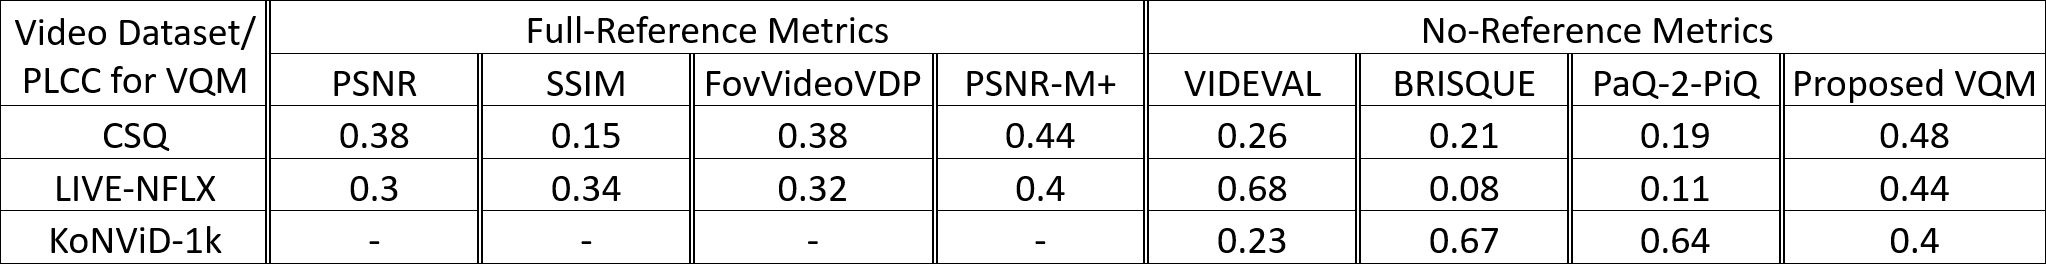 Video Dataset/ Full-Reference Metrics No-Reference Metrics
PLCC for VQM PSNR SSIM FovVideoVDP PSNR-M+ VIDEVAL BRISQUE PaQ-2-PiQ Proposed VQM
CSQ 0.38 0.15 0.38 0.44 0.26 0.21 0.19 0.48
LIVE-NFLX 0.3 0.34 0.32 0.4 0.68 0.08 0.11 0.44
KoNViD-1k - - - - 0.23 0.67 0.64 0.4